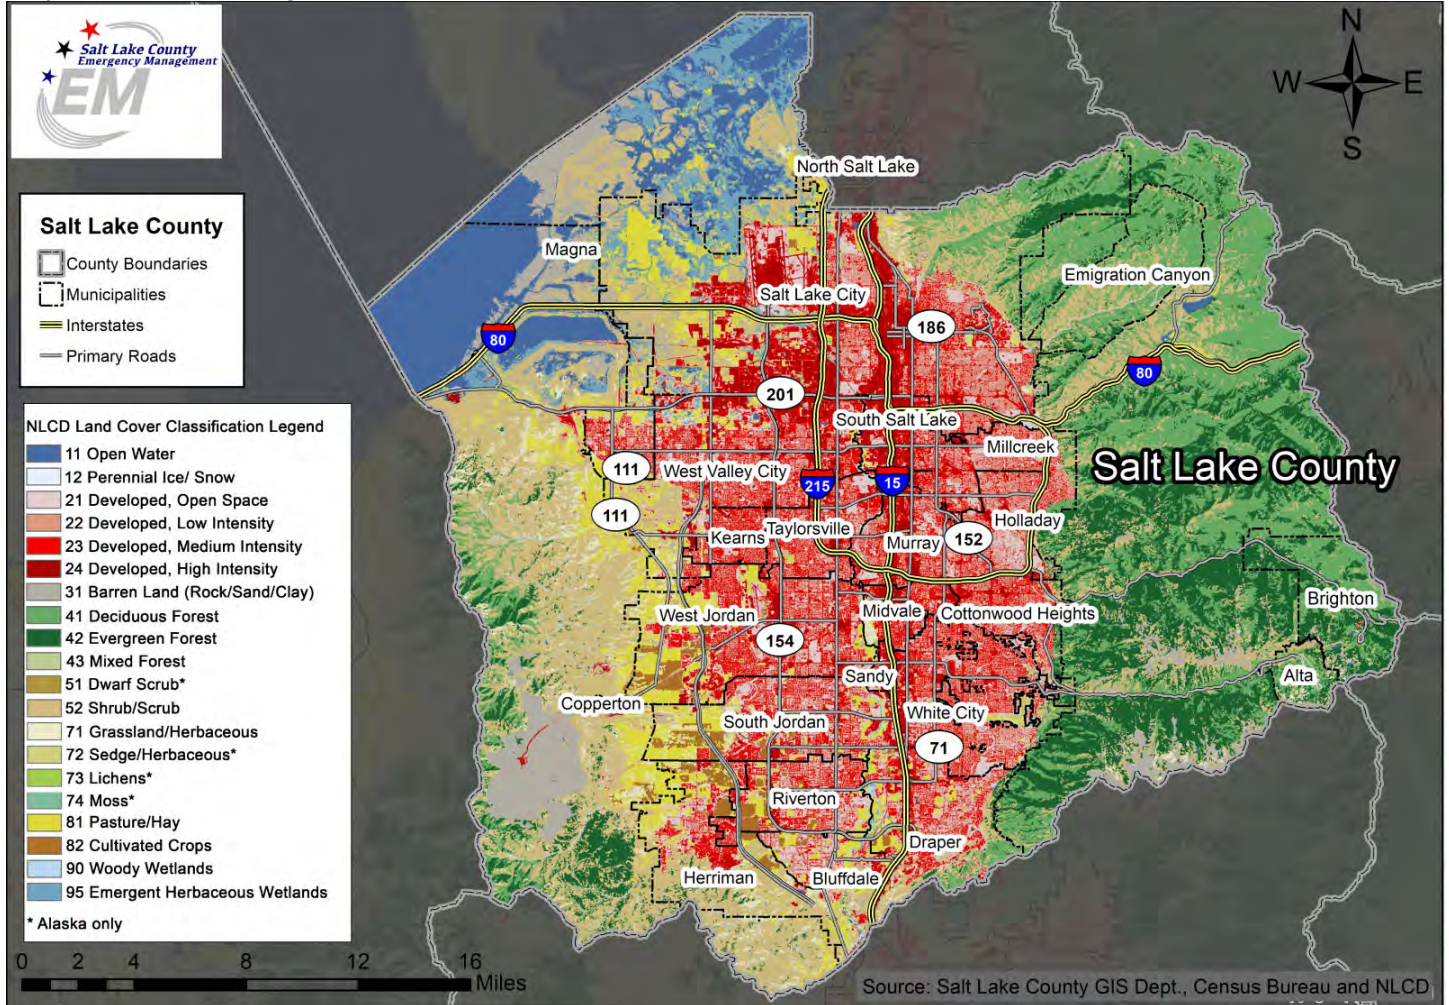 Salt Lake County
Emergency Management
EM
N
W E
S
Salt Lake County
County Boundaries
Municipalities
Interstates
Primary Roads
NLCD Land Cover Classification Legend
11 Open Water
12 Perennial Ice/ Snow
21 Developed, Open Space
22 Developed, Low Intensity
23 Developed, Medium Intensity
24 Developed, High Intensity
31 Barren Land (Rock/Sand/Clay)
41 Deciduous Forest
42 Evergreen Forest
43 Mixed Forest
51 Dwarf Scrub*
52 Shrub/Scrub
71 Grassland/Herbaceous
72 Sedge/Herbaceous*
73 Lichens*
74 Moss*
81 Pasture/Hay
82 Cultivated Crops
90 Woody Wetlands
95 Emergent Herbaceous Wetlands
* Alaska only
North Salt Lake
Magna
Emigration Canyon
Salt Lake City
186
80
80
201
South Salt Lake
Millcreek
111
West Valley City
Salt Lake County
215
15
111
Holladay
Taylorsville
Kearns
Murray
152
Brighton
Midvale
Cottonwood Heights
West Jordan
154
Sandy
Alta
Copperton
White City
South Jordan
71
Riverton
Draper
Herriman
Bluffdale
0 2 4 8 12 16
Miles
Source: Salt Lake County GIS Dept., Census Bureau and NLCD